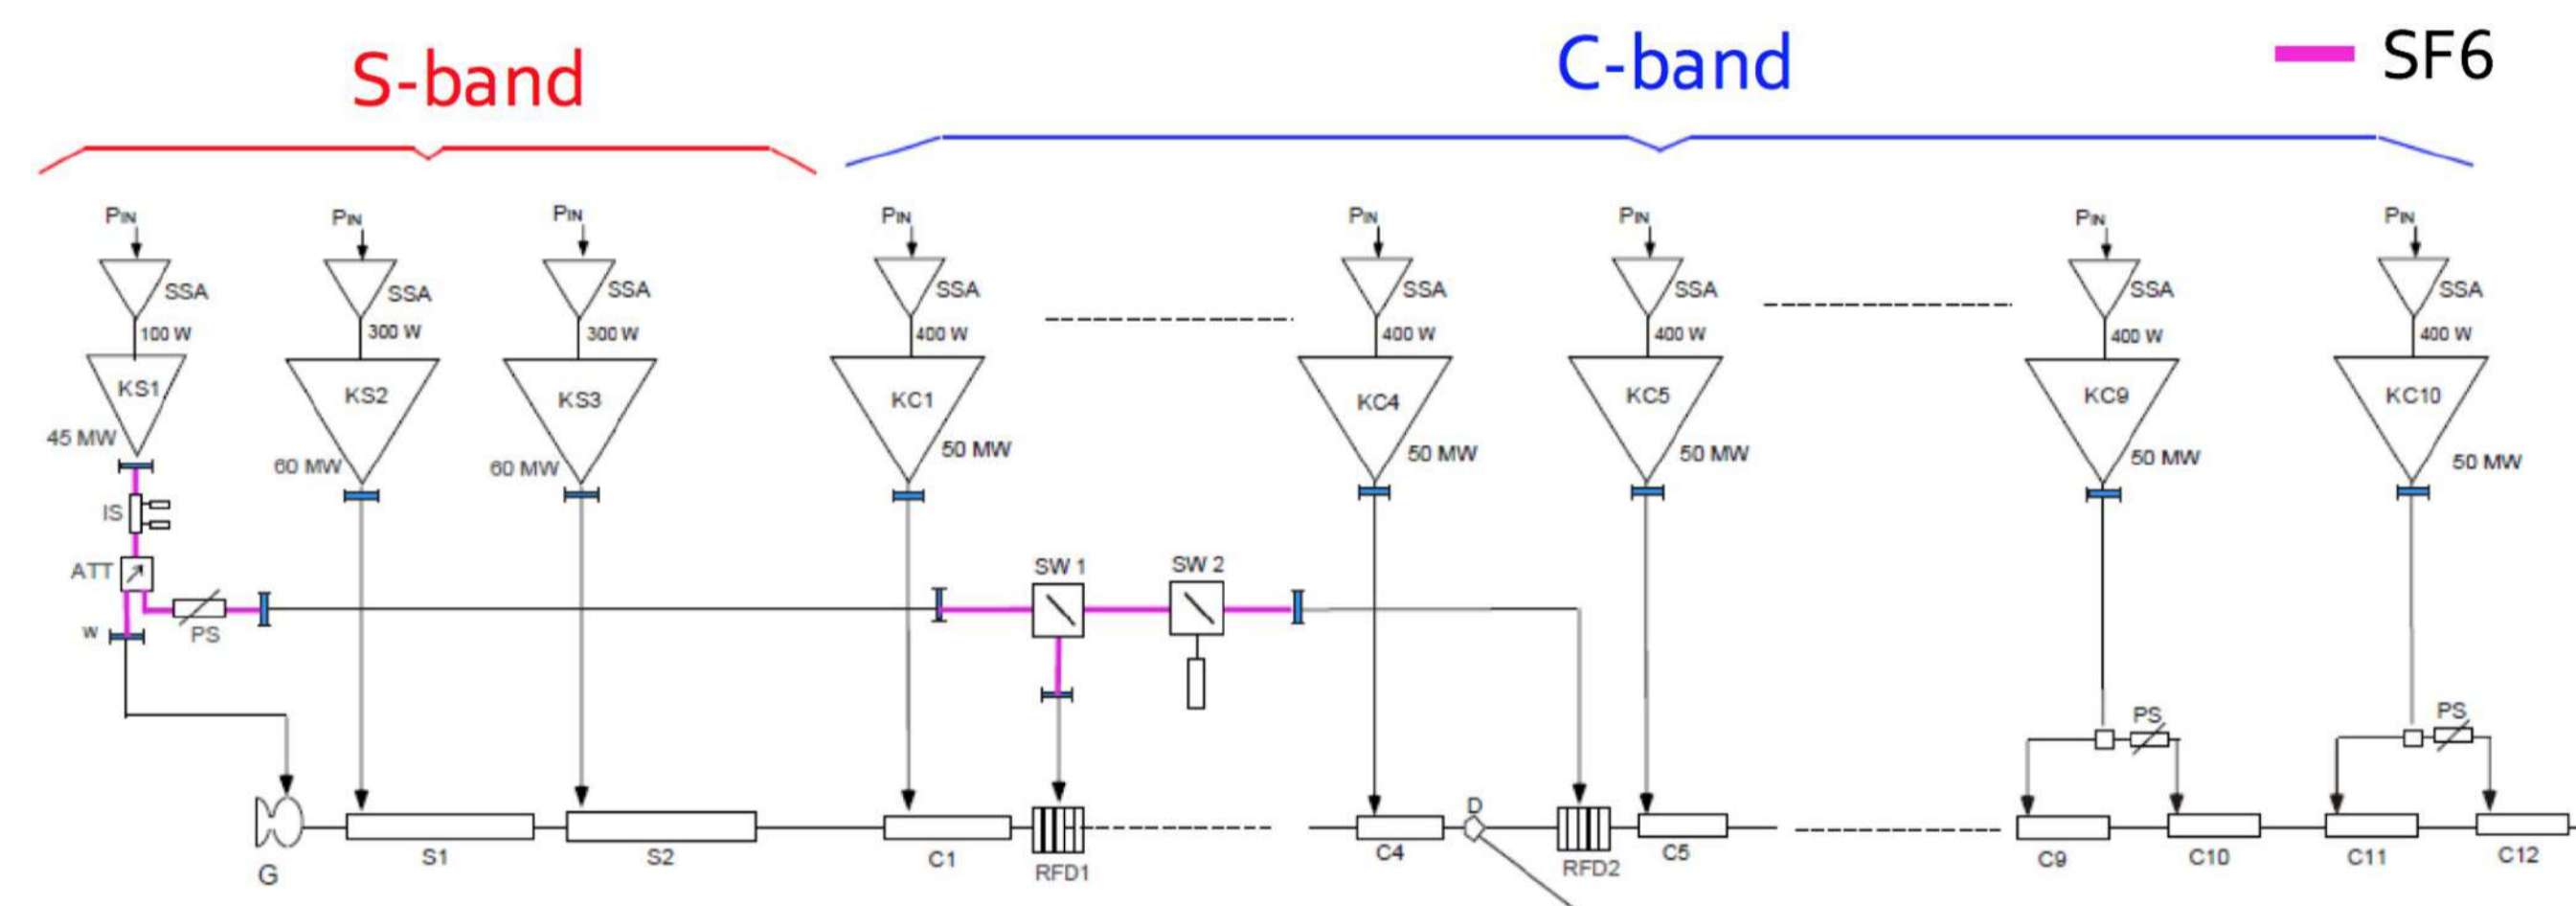 S-band
C-band
SF6
PIN PIN PIN PIN PIN PIN PIN PIN
SSA SSA SSA SSA SSA SSA SSA SSA
100 W 300 W 300 W 400 W 400 W 400 W 400 W 400 W
KS1 KS2 KS3 KC1 KC4 KC5 KC9 KC10
45 MW 60 MW 60 MW 50 MW 50 MW 50 MW 50 MW 50 MW
IS
ATT SW 1 SW 2
W PS
PS PS
D
S1 S2 C1 C4 C5 C9 C10 C11 C12
G RFD1 RFD2